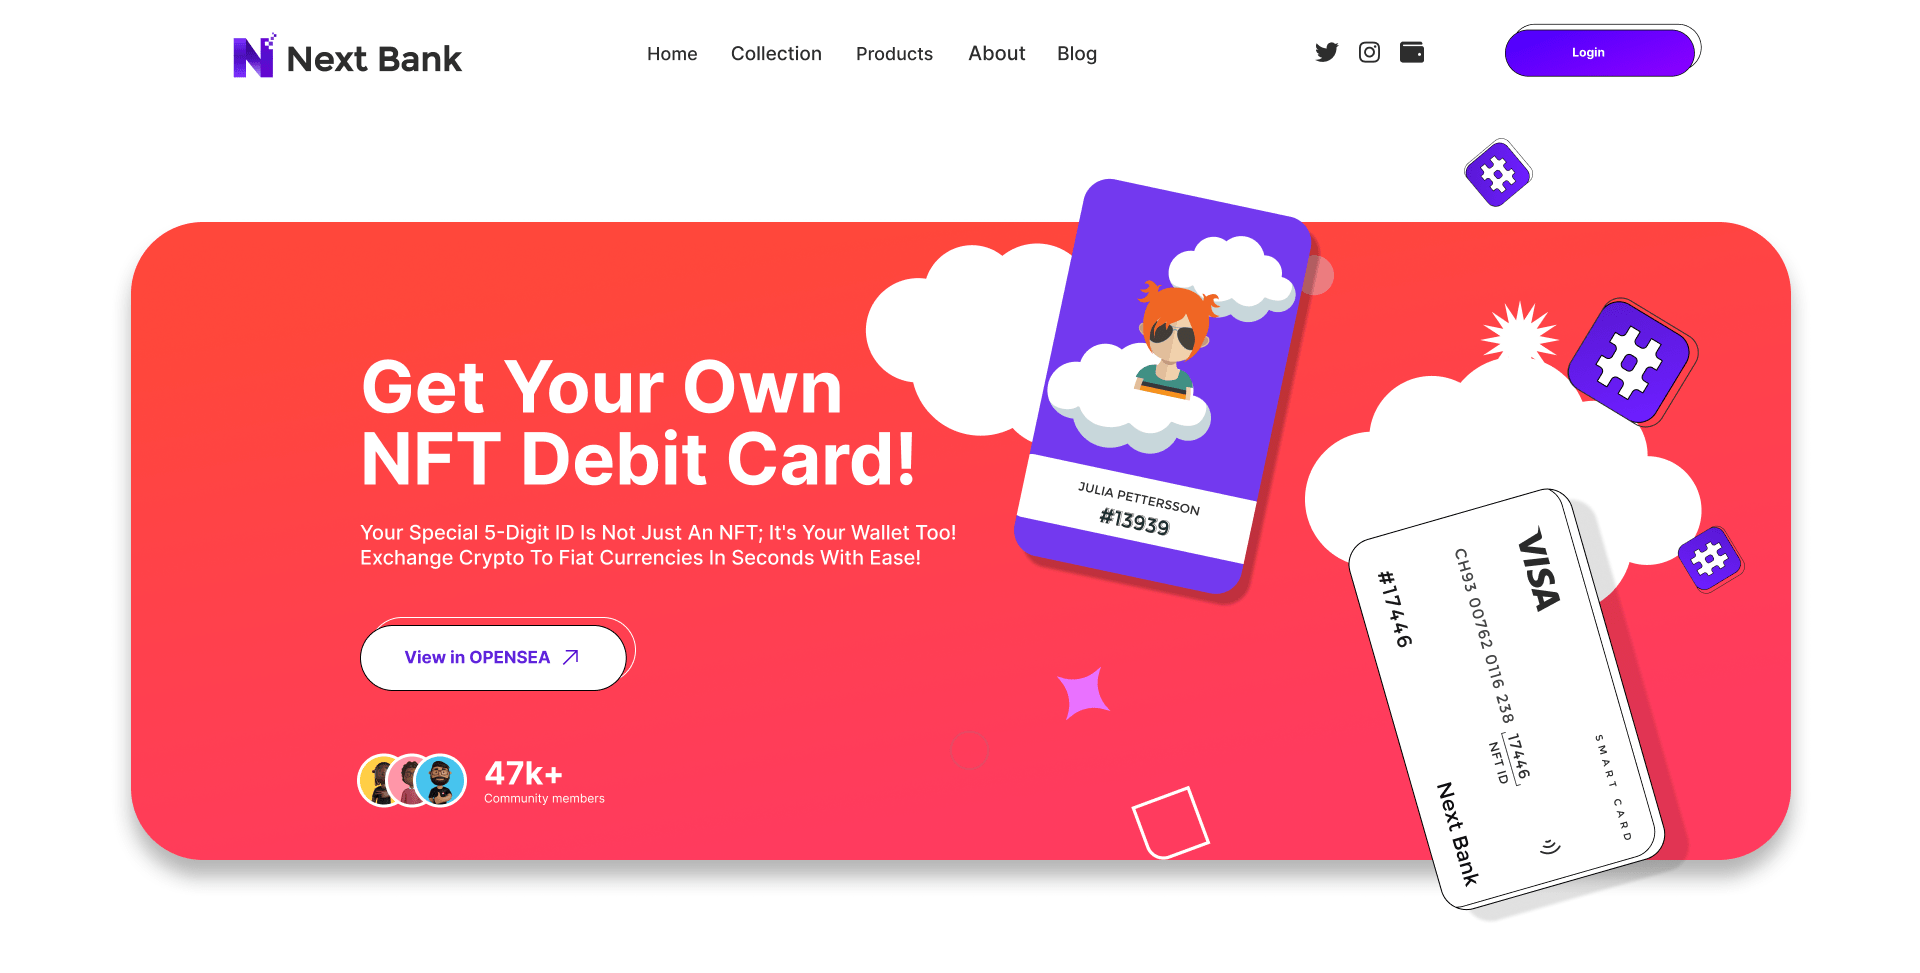 Next Bank
Home
Collection
Products
About
Blog
Login
Get Your Own
NFT Debit Card!
Your Special 5-Digit ID Is Not Just An NFT; It's Your Wallet Too!
Exchange Crypto To Fiat Currencies In Seconds With Ease!
View in OPENSEA
47k+
Community members
JULIA PETTERSSON
#13939
VISA
SMART CARD
CH93 00762 0116 238 17446
NFT ID
#17446
Next Bank